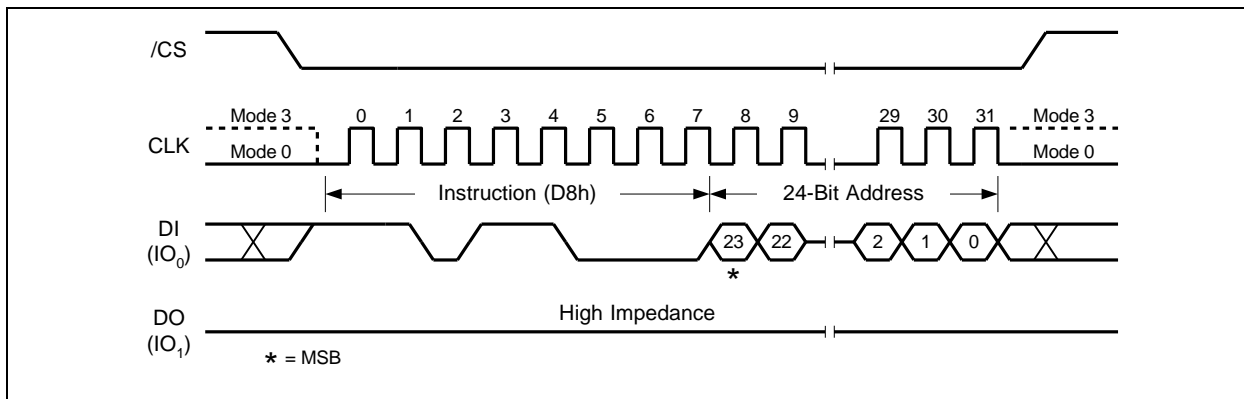 /CS
Mode 3 0 1 2 3 4 5 6 7 8 9 29 30 31 Mode 3
CLK
Mode 0 Mode 0
Instruction (D8h) 24-Bit Address
DI
(IO0)
23 22 2 1 0
*
High Impedance
DO
(IO1)
* = MSB